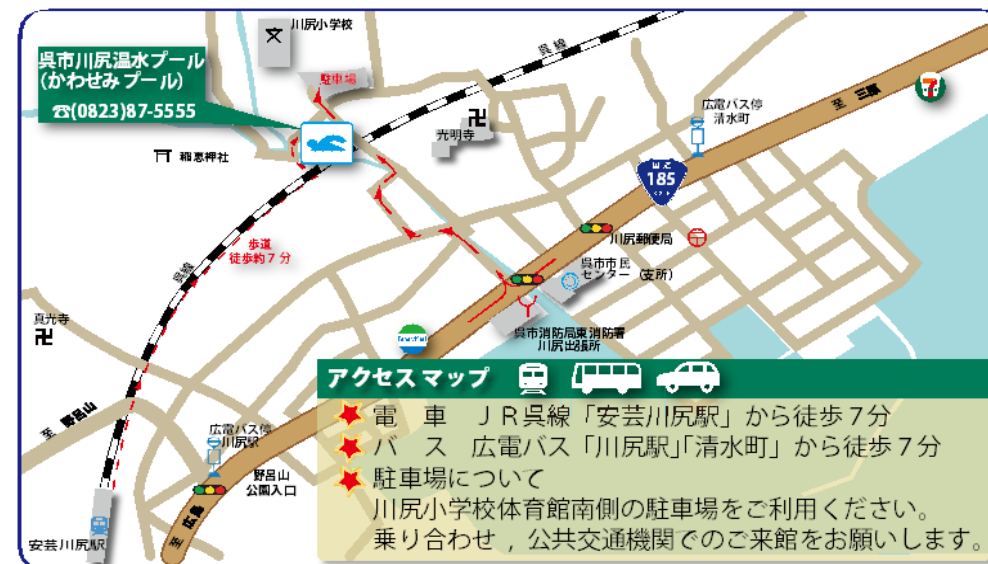 川尻小学校
呉市川尻温水プール
(かわせみプール)
☎(0823)87-5555
駐車場
呉線
至 三原
7
広電バス停
清水町
光明寺
稲恵神社
国道
185
川尻郵便局
呉市市民
センター（支所）
歩道
徒歩約7分
呉線
真光寺
呉市消防局東消防署
川尻出張所
FamilyMart
至 野呂山
広電バス停
川尻駅
野呂山
公園入口
至 広島
安芸川尻駅
アクセスマップ
電　車　ＪＲ呉線「安芸川尻駅」から徒歩7分
バ　ス　広電バス「川尻駅」「清水町」から徒歩7分
駐車場について
川尻小学校体育館南側の駐車場をご利用ください。
乗り合わせ，公共交通機関でのご来館をお願いします。